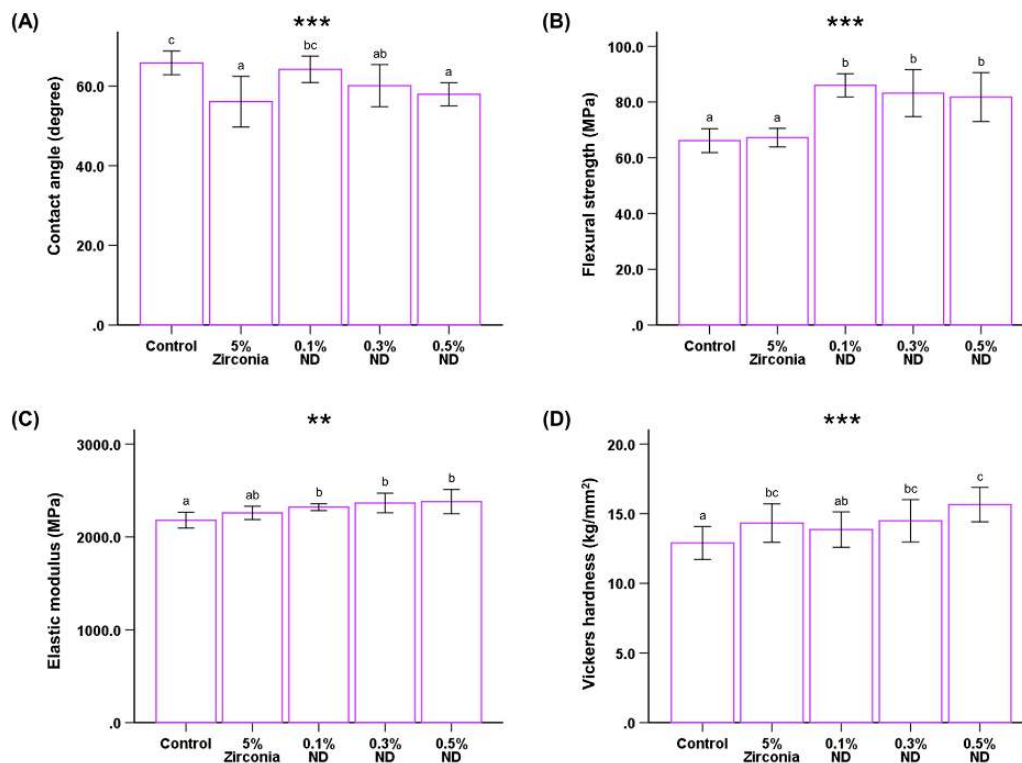 (A)
***
c
a
bc
ab
a
Contact angle (degree)
60.0
40.0
20.0
.0
Control
5%
Zirconia
0.1%
ND
0.3%
ND
0.5%
ND
(B)
***
a
a
b
b
b
Flexural strength (MPa)
100.0
80.0
60.0
40.0
20.0
.0
Control
5%
Zirconia
0.1%
ND
0.3%
ND
0.5%
ND
(C)
**
a
ab
b
b
b
Elastic modulus (MPa)
3000.0
2000.0
1000.0
.0
Control
5%
Zirconia
0.1%
ND
0.3%
ND
0.5%
ND
(D)
***
a
bc
ab
bc
c
Vickers hardness (kg/mm²)
20.0
15.0
10.0
5.0
.0
Control
5%
Zirconia
0.1%
ND
0.3%
ND
0.5%
ND